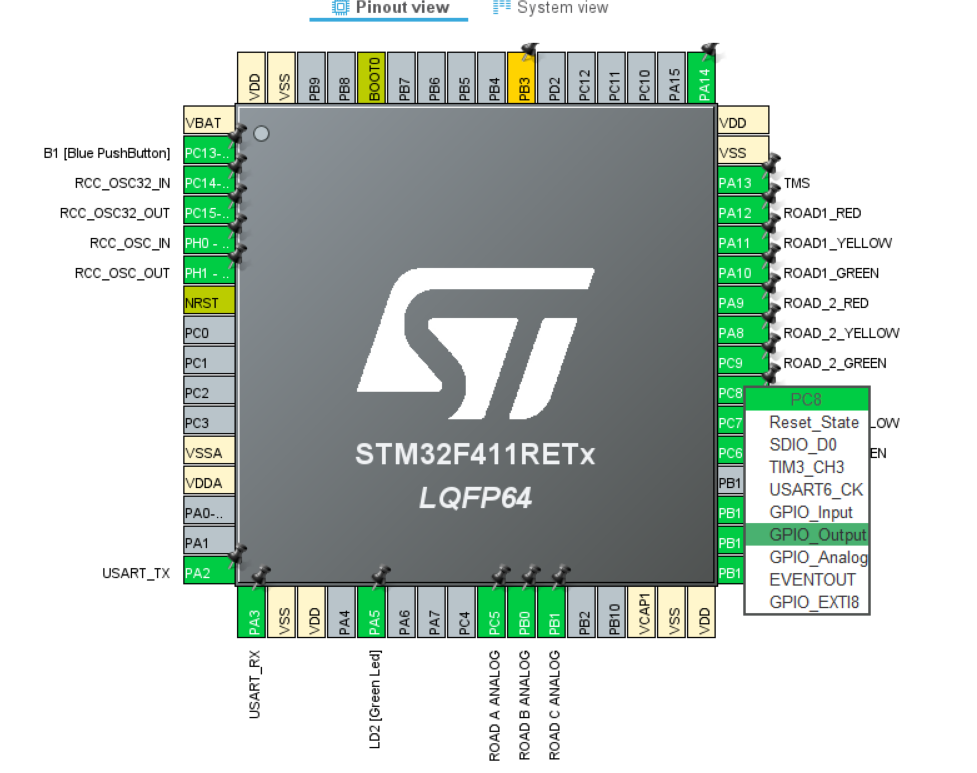 Pinout view
System view
VDD
VSS
PB9
PB8
BOOT0
PB7
PB6
PB5
PB4
PB3
PD2
PC12
PC11
PC10
PA15
PA14
VBAT
B1 [Blue PushButton] PC13-..
RCC_OSC32_IN PC14-..
RCC_OSC32_OUT PC15-..
RCC_OSC_IN PH0 - ..
RCC_OSC_OUT PH1 - ..
NRST
PC0
PC1
PC2
PC3
VSSA
VDDA
PA0-..
PA1
USART_TX PA2
STM32F411RETx
LQFP64
VDD
VSS
PA13 TMS
PA12 ROAD1_RED
PA11 ROAD1_YELLOW
PA10 ROAD1_GREEN
PA9 ROAD_2_RED
PA8 ROAD_2_YELLOW
PC9 ROAD_2_GREEN
PC8
PC7 LOW
PC6 EN
PB1
PB1
PB1
PB1
PC8
Reset_State
SDIO_D0
TIM3_CH3
USART6_CK
GPIO_Input
GPIO_Output
GPIO_Analog
EVENTOUT
GPIO_EXTI8
PA3
VSS
VDD
PA4
PA5
PA6
PA7
PC4
PC5
PB0
PB1
PB2
PB10
VCAP1
VSS
VDD
USART_RX
LD2 [Green Led]
ROAD A ANALOG
ROAD B ANALOG
ROAD C ANALOG